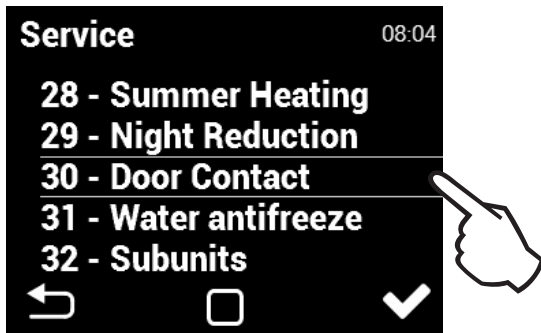 Service 08:04
28 - Summer Heating
29 - Night Reduction
30 - Door Contact
31 - Water antifreeze
32 - Subunits